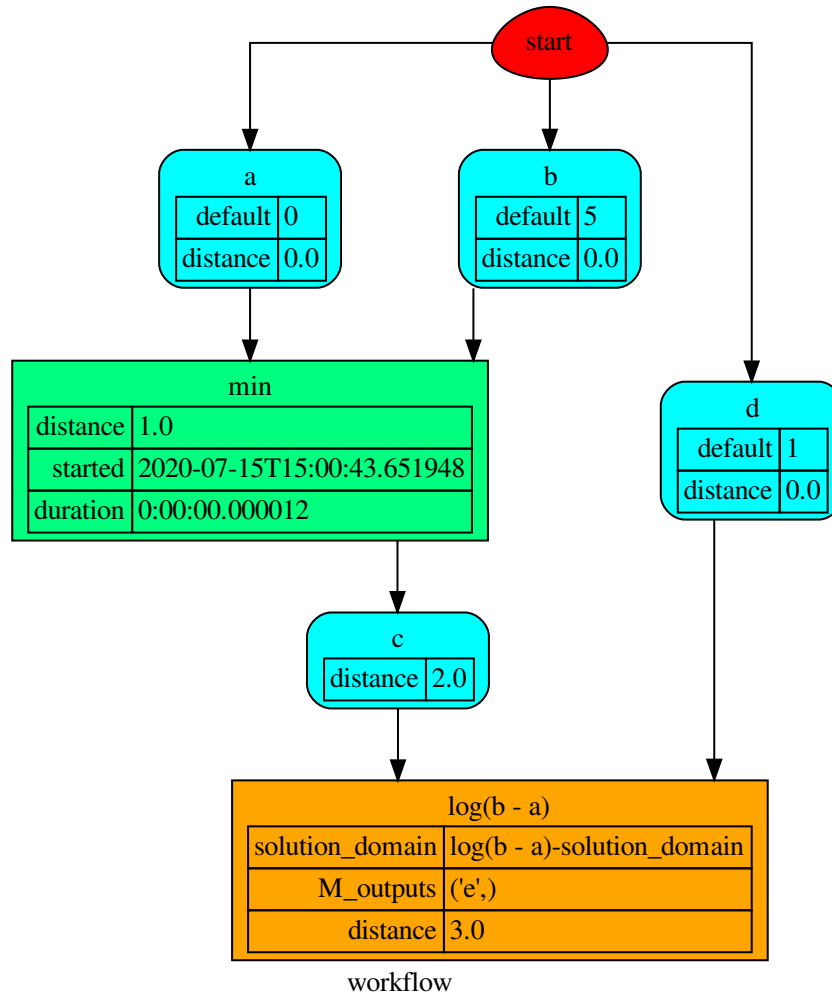 start
a
default 0
distance 0.0
b
default 5
distance 0.0
min
distance 1.0
started 2020-07-15T15:00:43.651948
duration 0:00:00.000012
d
default 1
distance 0.0
c
distance 2.0
log(b - a)
solution_domain log(b - a)-solution_domain
M_outputs ('e',)
distance 3.0
workflow